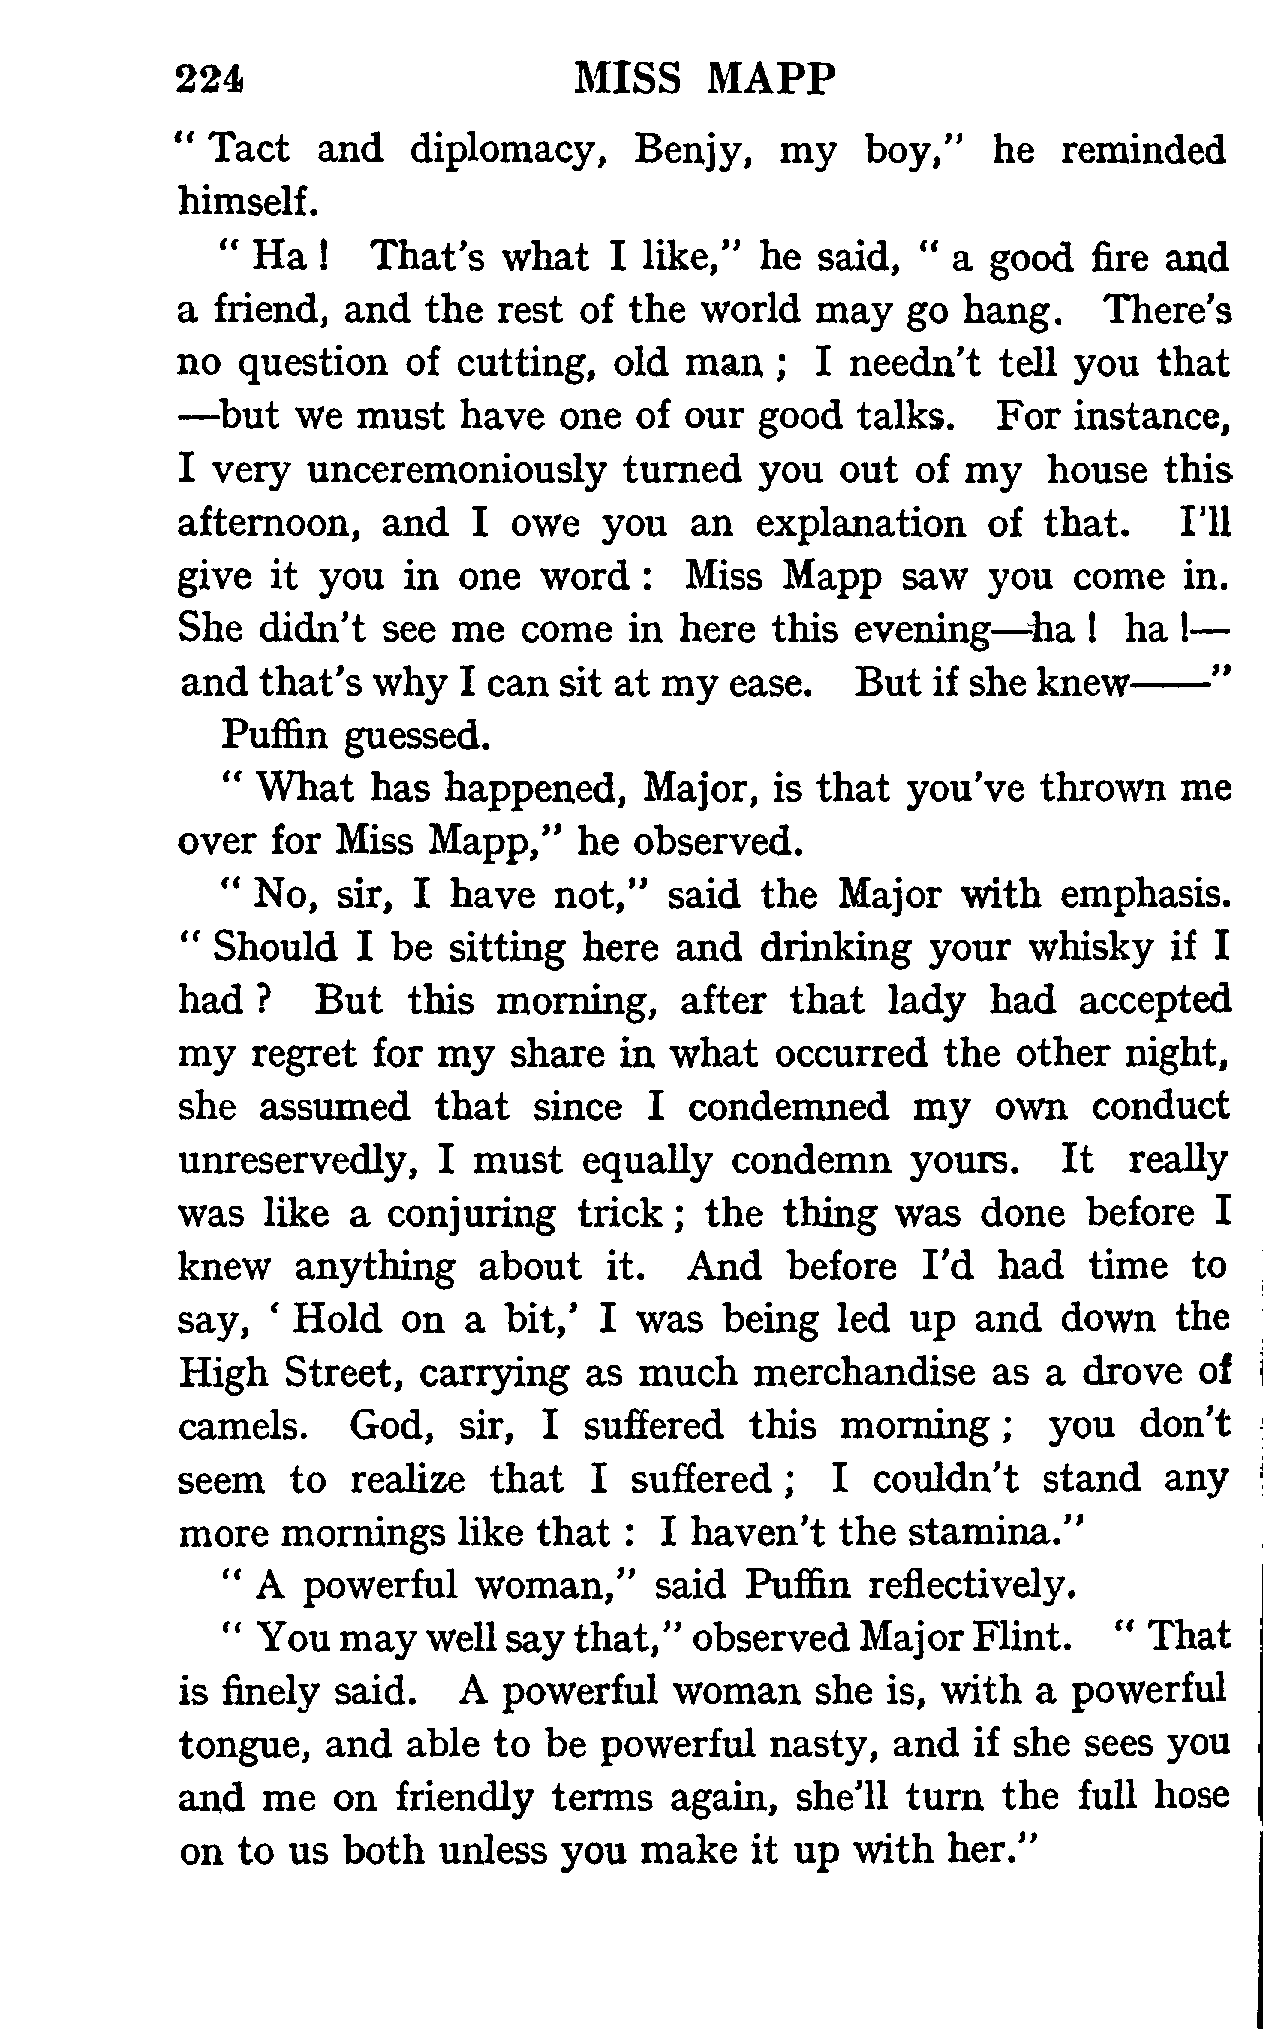 224 MISS MAPP
“ Tact and diplomacy, Benjy, my boy,” he reminded
himself.
“ Ha ! That’s what I like,” he said, “ a good fire and
a friend, and the rest of the world may go hang. There’s
no question of cutting, old man ; I needn’t tell you that
—but we must have one of our good talks. For instance,
I very unceremoniously turned you out of my house this
afternoon, and I owe you an explanation of that. I’ll
give it you in one word : Miss Mapp saw you come in.
She didn’t see me come in here this evening—ha ! ha !—
and that’s why I can sit at my ease. But if she knew——”
Puffin guessed.
“ What has happened, Major, is that you’ve thrown me
over for Miss Mapp,” he observed.
“ No, sir, I have not,” said the Major with emphasis.
“ Should I be sitting here and drinking your whisky if I
had ? But this morning, after that lady had accepted
my regret for my share in what occurred the other night,
she assumed that since I condemned my own conduct
unreservedly, I must equally condemn yours. It really
was like a conjuring trick ; the thing was done before I
knew anything about it. And before I’d had time to
say, ‘ Hold on a bit,’ I was being led up and down the
High Street, carrying as much merchandise as a drove of
camels. God, sir, I suffered this morning ; you don’t
seem to realize that I suffered ; I couldn’t stand any
more mornings like that : I haven’t the stamina.”
“ A powerful woman,” said Puffin reflectively.
“ You may well say that,” observed Major Flint. “ That
is finely said. A powerful woman she is, with a powerful
tongue, and able to be powerful nasty, and if she sees you
and me on friendly terms again, she’ll turn the full hose
on to us both unless you make it up with her.”